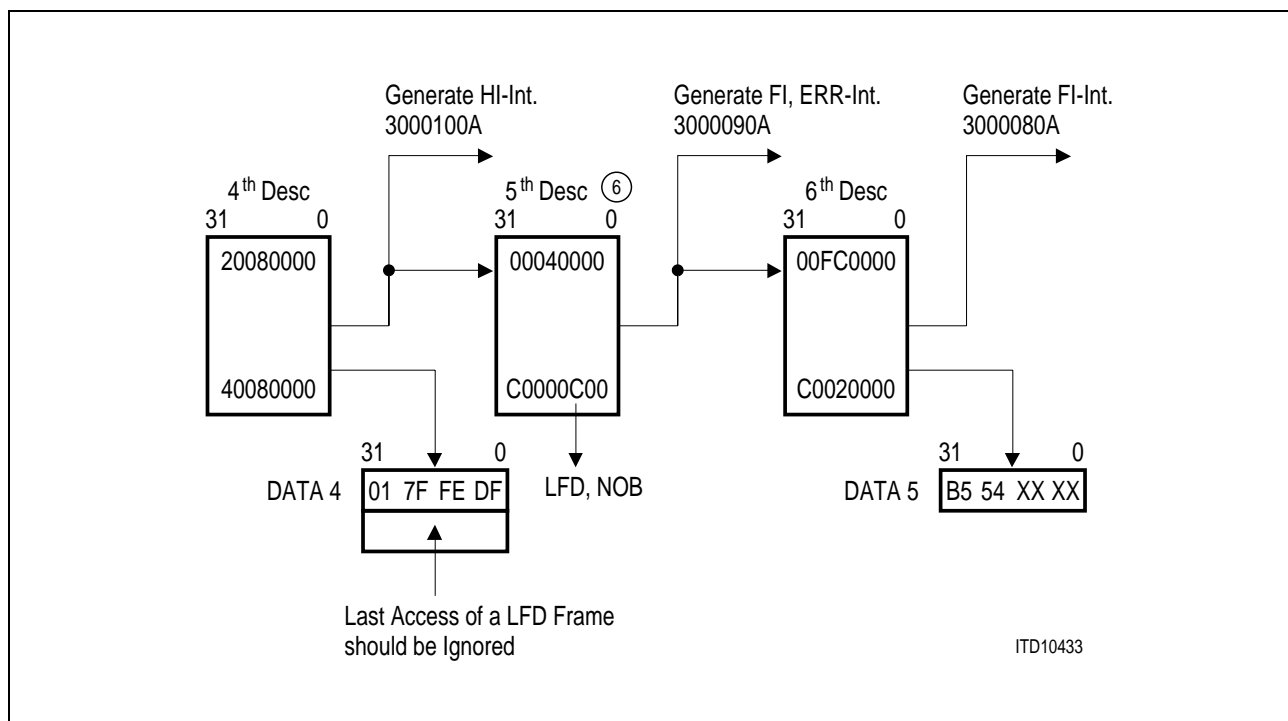 Generate HI-Int.
3000100A
Generate FI, ERR-Int.
3000090A
Generate FI-Int.
3000080A
4th Desc
31 0
20080000
40080000
5th Desc 6
31 0
00040000
C0000C00
6th Desc
31 0
00FC0000
C0020000
31 0
DATA 4 01 7F FE DF
LFD, NOB
31 0
DATA 5 B5 54 XX XX
Last Access of a LFD Frame
should be Ignored
ITD10433